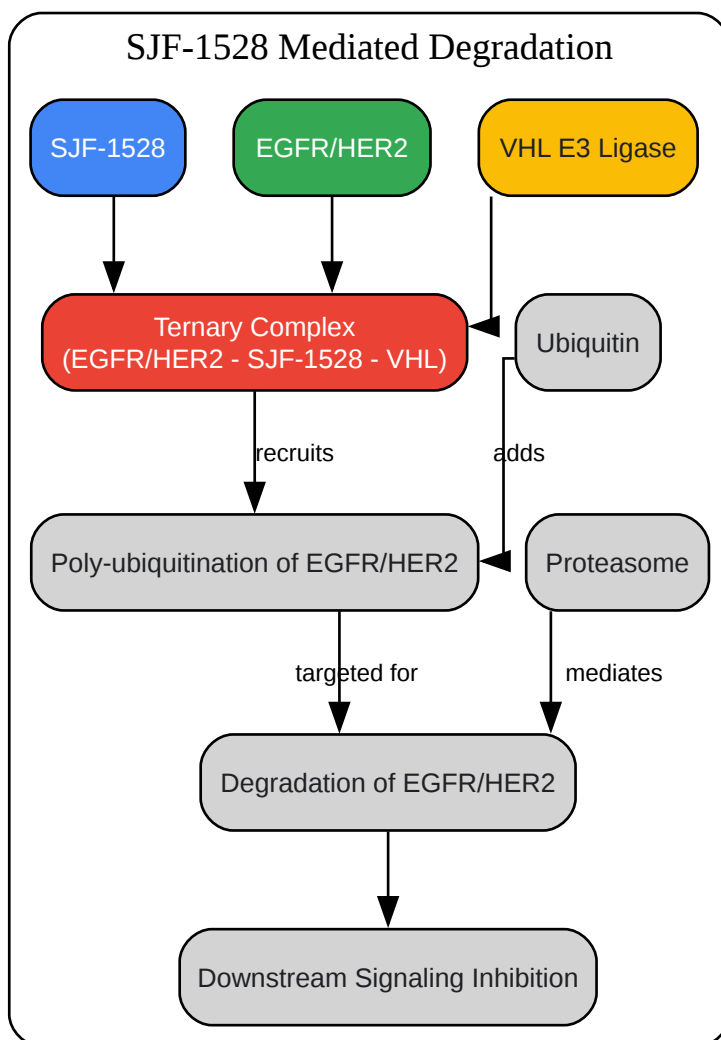 SJF-1528 Mediated Degradation
SJF-1528
EGFR/HER2
VHL E3 Ligase
Ternary Complex
(EGFR/HER2 - SJF-1528 - VHL)
Ubiquitin
recruits
adds
Poly-ubiquitination of EGFR/HER2
Proteasome
targeted for
mediates
Degradation of EGFR/HER2
Downstream Signaling Inhibition